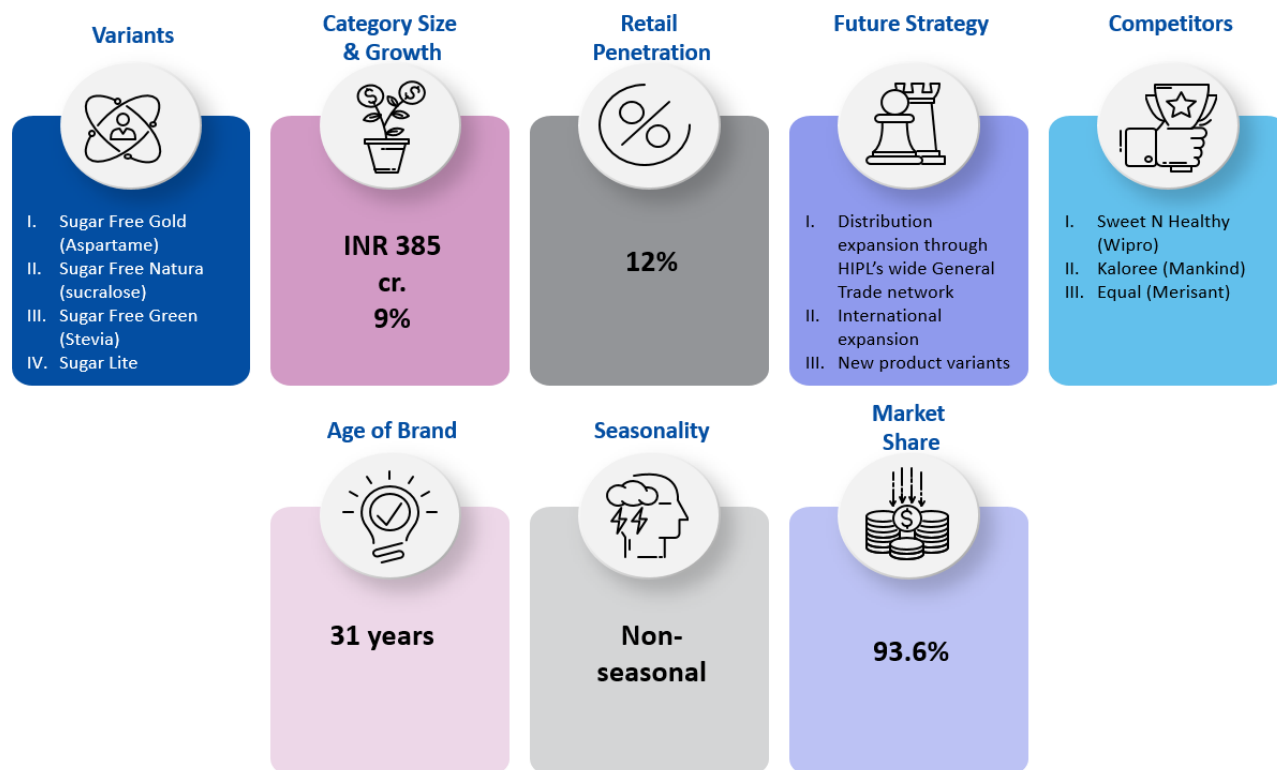 Variants
I. Sugar Free Gold
(Aspartame)
II. Sugar Free Natura
(sucralose)
III. Sugar Free Green
(Stevia)
IV. Sugar Lite
Category Size
& Growth
INR 385
cr.
9%
Retail
Penetration
12%
Future Strategy
I. Distribution
expansion through
HIPL's wide General
Trade network
II. International
expansion
III. New product variants
Competitors
I. Sweet N Healthy
(Wipro)
II. Kaloree (Mankind)
III. Equal (Merisant)
Age of Brand
31 years
Seasonality
Non-
seasonal
Market
Share
93.6%